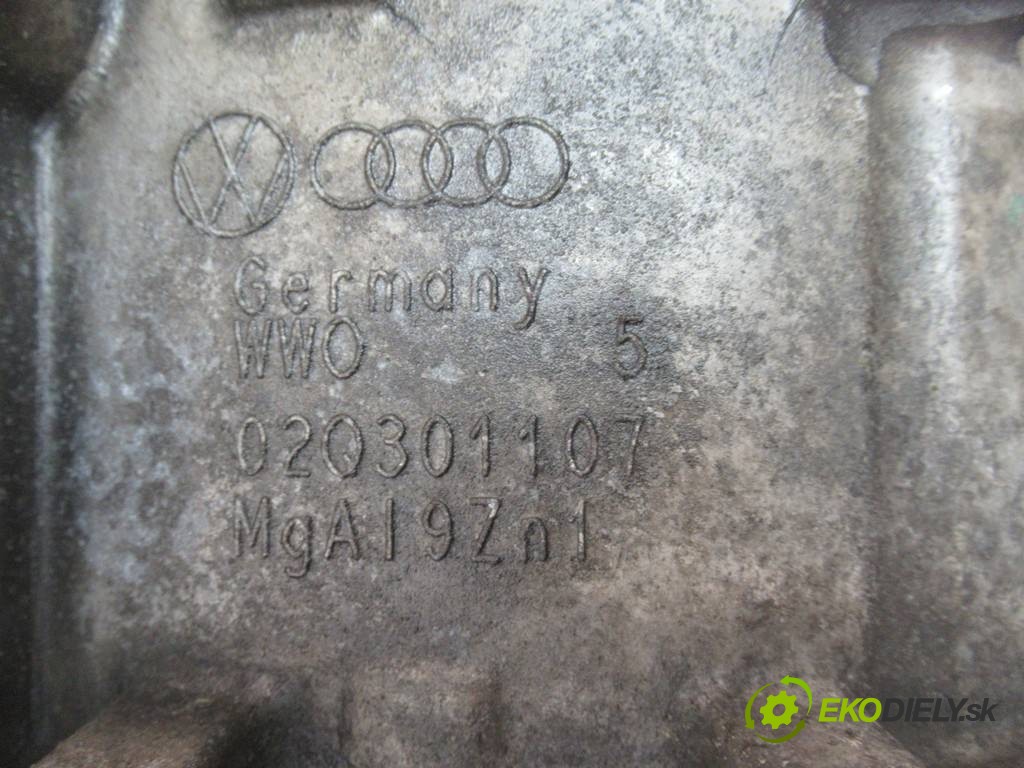 Germany
WWO 5
02Q301107
MgAl9Zn1
EKODIELY.sk